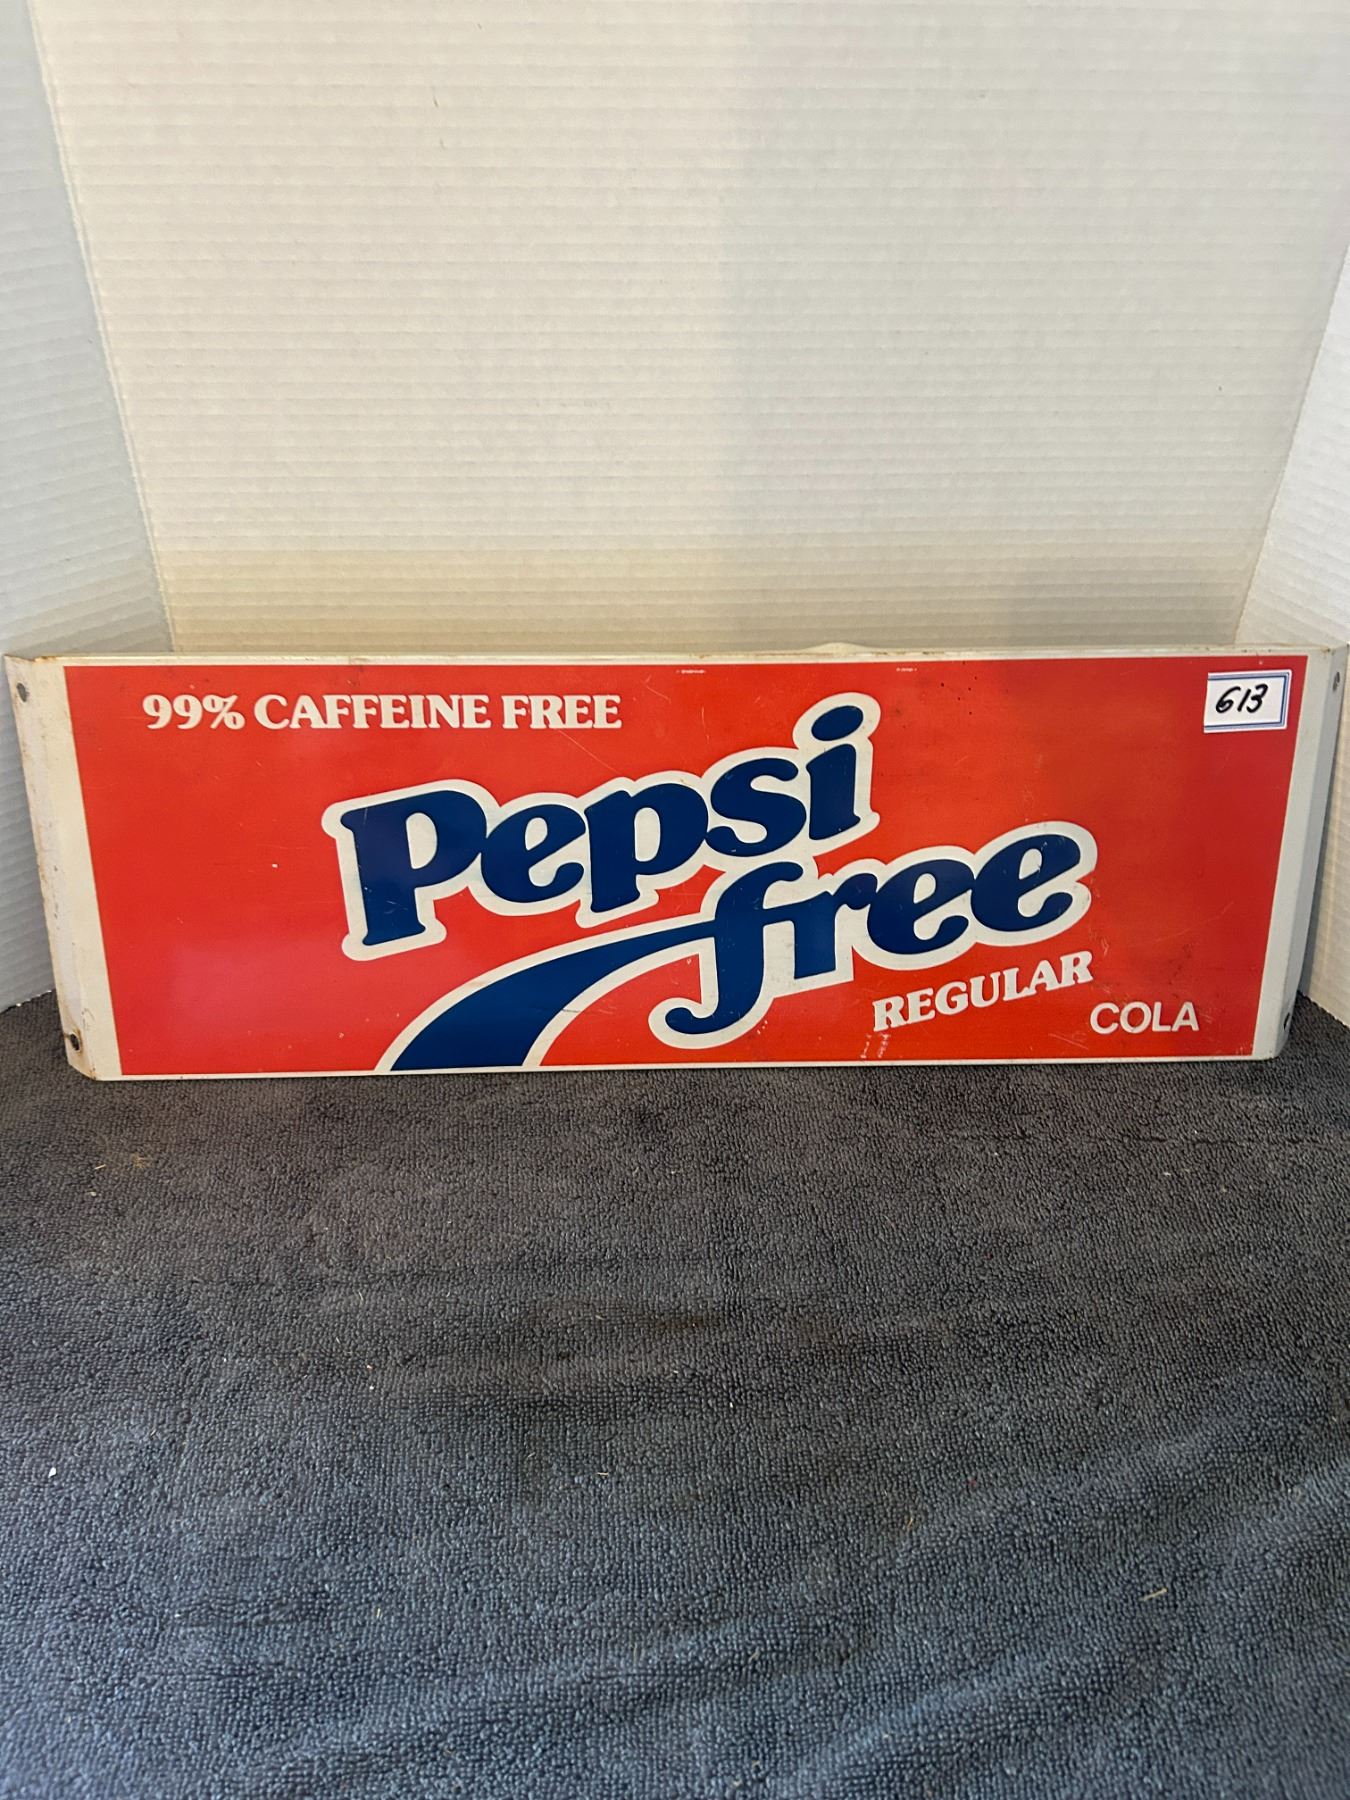 99% CAFFEINE FREE
613
Pepsi
free
REGULAR
COLA